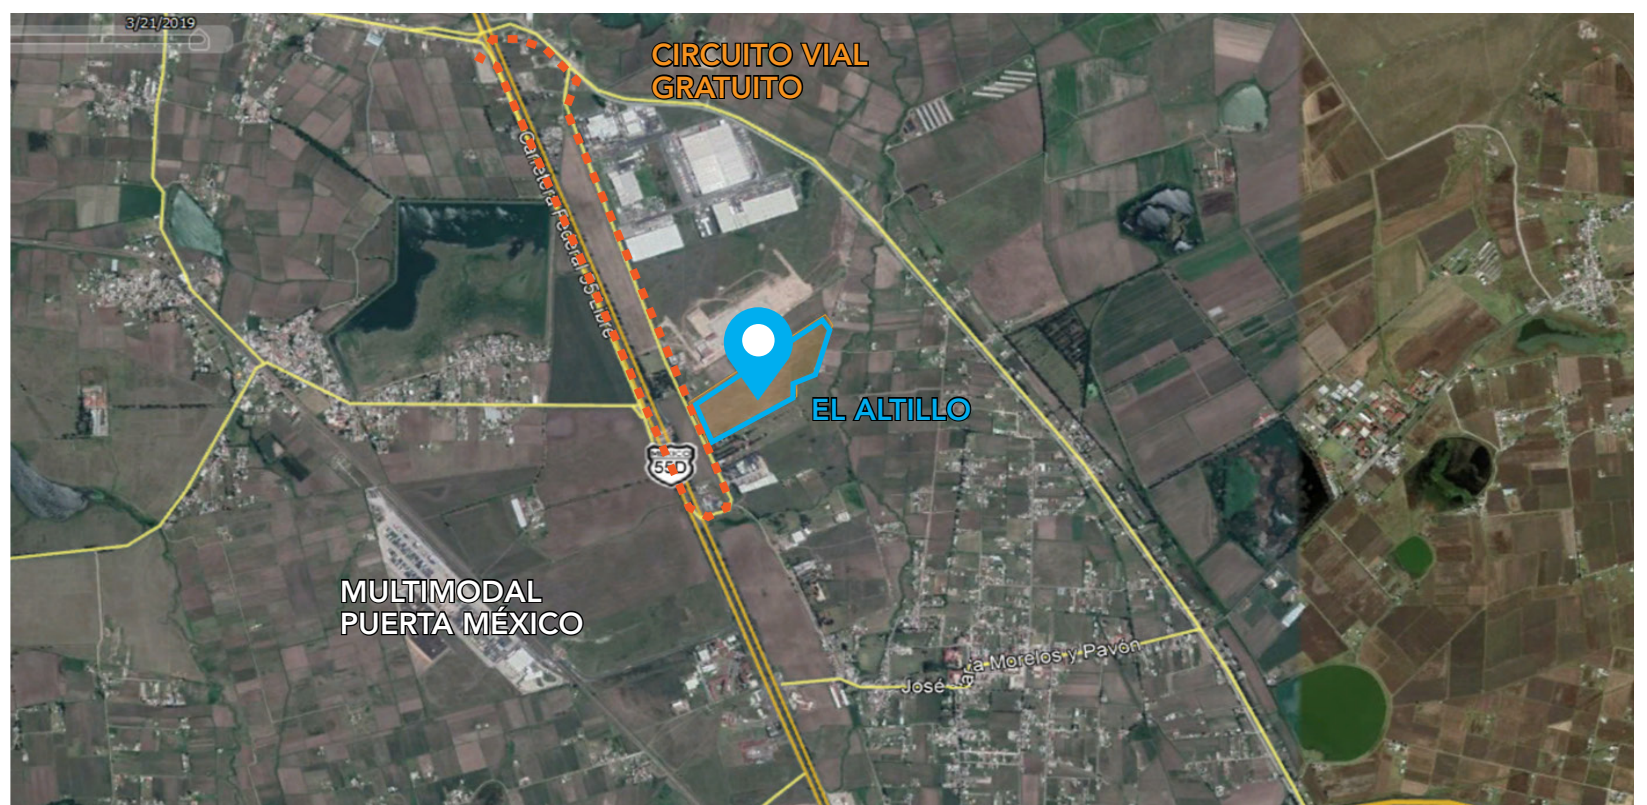 3/21/2019
CIRCUITO VIAL
GRATUITO
Carretera Federal 55 Libre
EL ALTILLO
MEXICO
55D
MULTIMODAL
PUERTA MÉXICO
José
a Morelos y Pavón